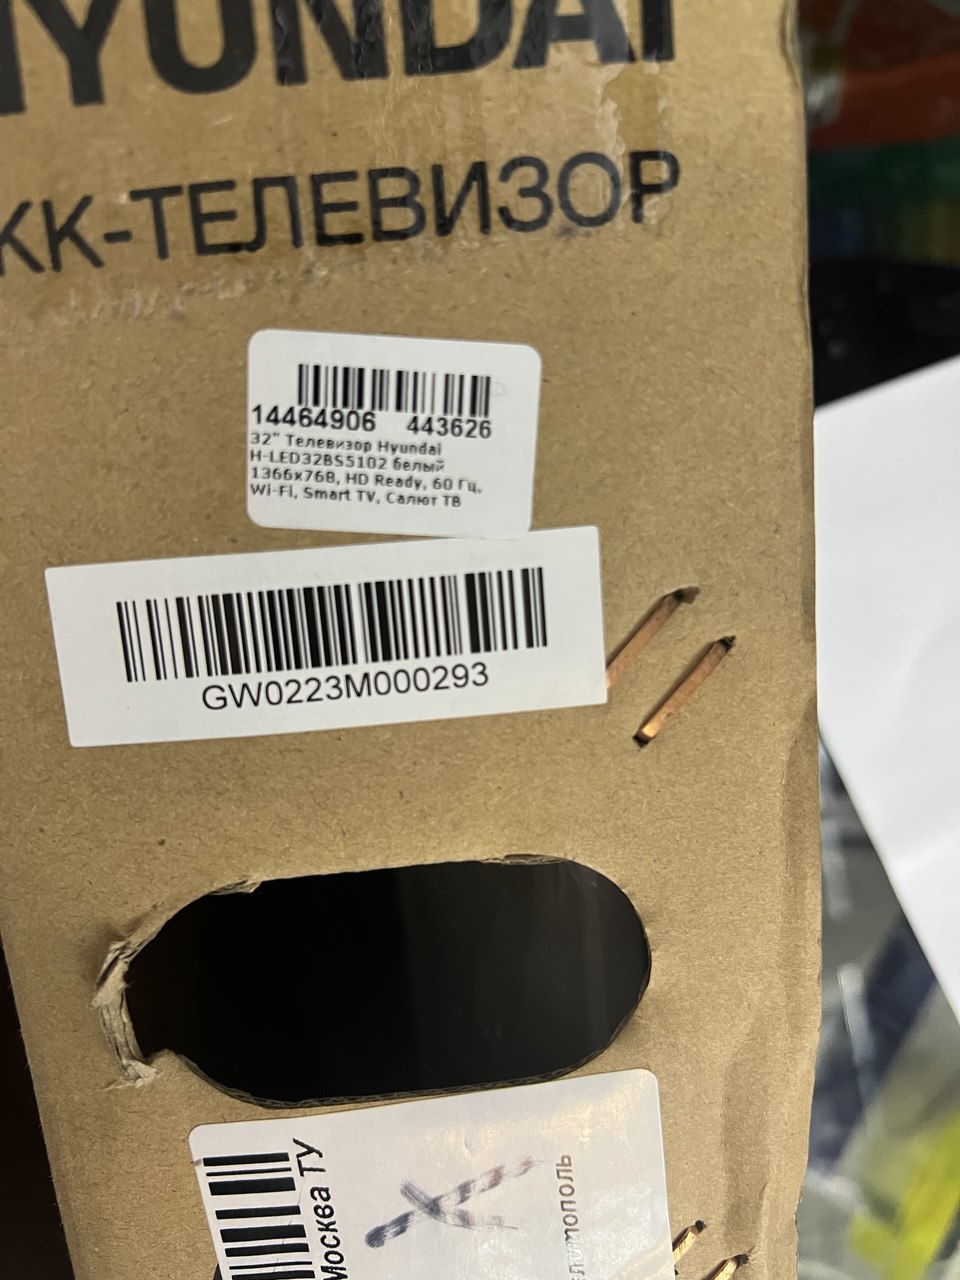 HYUNDAI
ЖК-ТЕЛЕВИЗОР
14464906 443626
32" Телевизор Hyundai
H-LED32BS5102 белый
1366x768, HD Ready, 60 Гц,
Wi-Fi, Smart TV, Салют ТВ
GW0223M000293
Москва ТУ